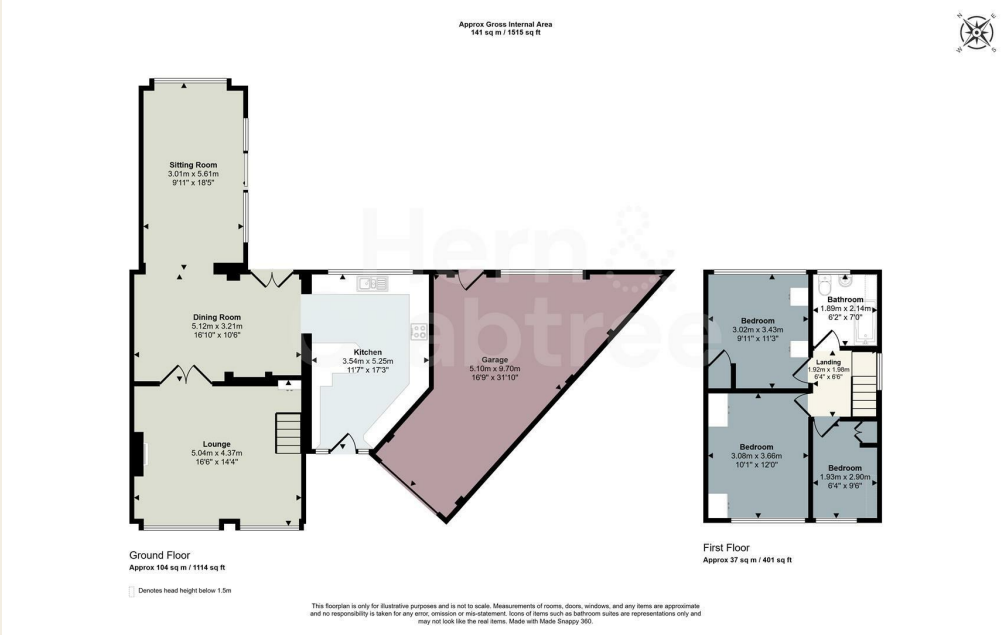 Approx Gross Internal Area
141 sq m / 1515 sq ft
N
E
W
S
Sitting Room
3.01m x 5.61m
9'11" x 18'5"
Hern &
Crabtree
Dining Room
5.12m x 3.21m
16'10" x 10'6"
Kitchen
3.54m x 5.25m
11'7" x 17'3"
Garage
5.10m x 9.70m
16'9" x 31'10"
Lounge
5.04m x 4.37m
16'6" x 14'4"
Bedroom
3.02m x 3.43m
9'11" x 11'3"
Bathroom
1.89m x 2.14m
6'2" x 7'0"
Landing
1.92m x 1.98m
6'4" x 6'6"
Bedroom
3.08m x 3.66m
10'1" x 12'0"
Bedroom
1.93m x 2.90m
6'4" x 9'6"
Ground Floor
Approx 104 sq m / 1114 sq ft
First Floor
Approx 37 sq m / 401 sq ft
Denotes head height below 1.5m
This floorplan is only for illustrative purposes and is not to scale. Measurements of rooms, doors, windows, and any items are approximate
and no responsibility is taken for any error, omission or mis-statement. Icons of items such as bathroom suites are representations only and
may not look like the real items. Made with Made Snappy 360.